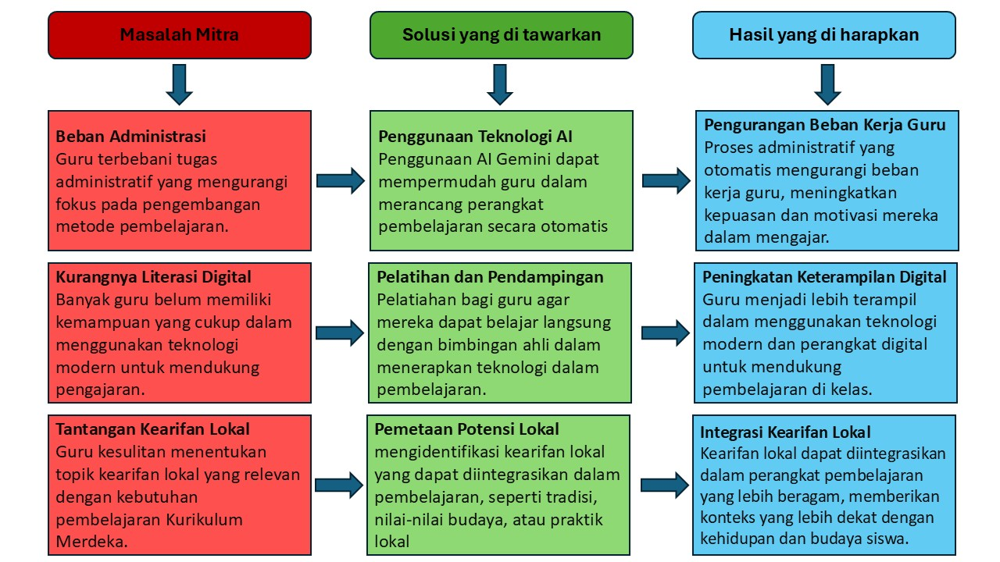 Masalah Mitra
Solusi yang di tawarkan
Hasil yang di harapkan
Beban Administrasi
Guru terbebani tugas
administratif yang mengurangi
fokus pada pengembangan
metode pembelajaran.
Penggunaan Teknologi AI
Penggunaan AI Gemini dapat
mempermudah guru dalam
merancang perangkat
pembelajaran secara otomatis
Pengurangan Beban Kerja Guru
Proses administratif yang
otomatis mengurangi beban
kerja guru, meningkatkan
kepuasan dan motivasi mereka
dalam mengajar.
Kurangnya Literasi Digital
Banyak guru belum memiliki
kemampuan yang cukup dalam
menggunakan teknologi
modern untuk mendukung
pengajaran.
Pelatihan dan Pendampingan
Pelatiahan bagi guru agar
mereka dapat belajar langsung
dengan bimbingan ahli dalam
menerapkan teknologi dalam
pembelajaran.
Peningkatan Keterampilan Digital
Guru menjadi lebih terampil
dalam menggunakan teknologi
modern dan perangkat digital
untuk mendukung
pembelajaran di kelas.
Tantangan Kearifan Lokal
Guru kesulitan menentukan
topik kearifan lokal yang relevan
dengan kebutuhan
pembelajaran Kurikulum
Merdeka.
Pemetaan Potensi Lokal
mengidentifikasi kearifan lokal
yang dapat diintegrasikan dalam
pembelajaran, seperti tradisi,
nilai-nilai budaya, atau praktik
lokal
Integrasi Kearifan Lokal
Kearifan lokal dapat diintegrasikan
dalam perangkat pembelajaran
yang lebih beragam, memberikan
konteks yang lebih dekat dengan
kehidupan dan budaya siswa.